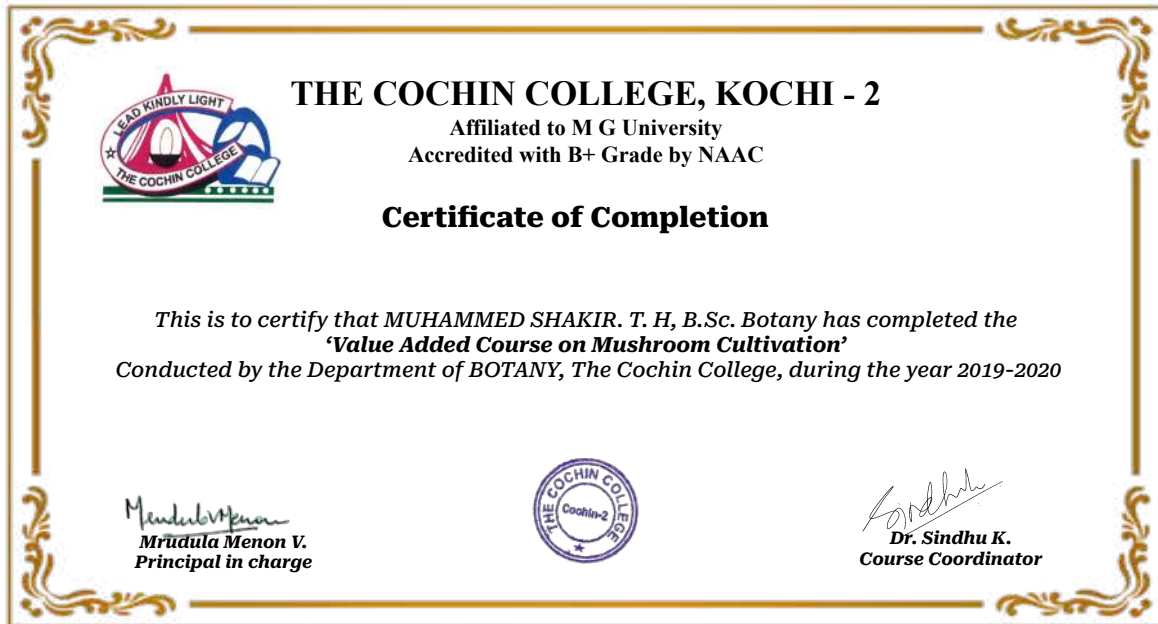 LEAD KINDLY LIGHT
THE COCHIN COLLEGE
THE COCHIN COLLEGE, KOCHI - 2
Affiliated to M G University
Accredited with B+ Grade by NAAC
Certificate of Completion
This is to certify that MUHAMMED SHAKIR. T. H, B.Sc. Botany has completed the
‘Value Added Course on Mushroom Cultivation’
Conducted by the Department of BOTANY, The Cochin College, during the year 2019-2020
THE COCHIN COLLEGE
Cochin-2
Sindhu
Mrudula Menon V.
Principal in charge
Dr. Sindhu K.
Course Coordinator